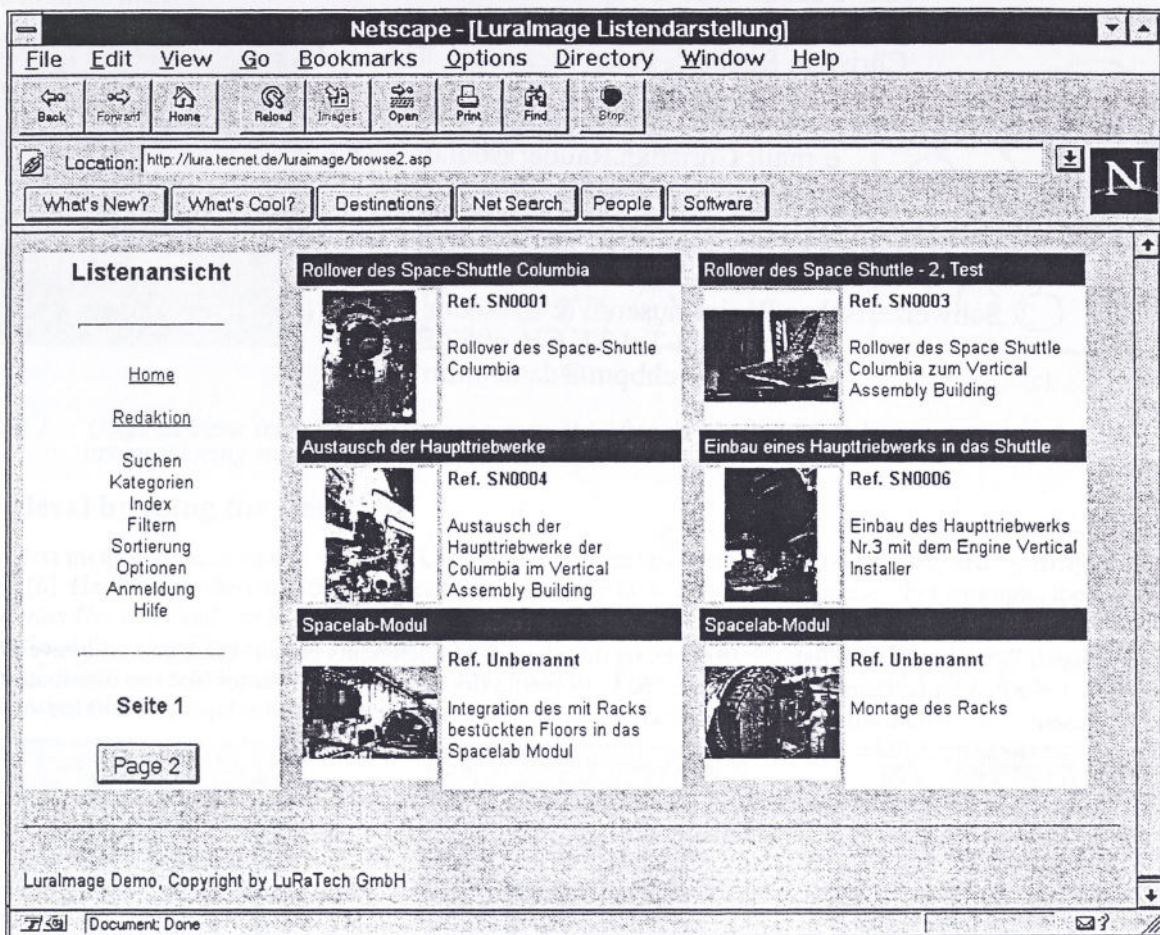 Netscape - [LuraImage Listendarstellung]
File Edit View Go Bookmarks Options Directory Window Help
Back Forward Home Reload Images Open Print Find Stop
Location: http://lura.tecnet.de/luraimage/browse2.asp
N
What's New? What's Cool? Destinations Net Search People Software
Listenansicht
Home
Redaktion
Suchen
Kategorien
Index
Filtern
Sortierung
Optionen
Anmeldung
Hilfe
Seite 1
Page 2
Rollover des Space-Shuttle Columbia
Ref. SN0001
Rollover des Space-Shuttle
Columbia
Rollover des Space Shuttle - 2, Test
Ref. SN0003
Rollover des Space Shuttle
Columbia zum Vertical
Assembly Building
Austausch der Haupttriebwerke
Ref. SN0004
Austausch der
Haupttriebwerke der
Columbia im Vertical
Assembly Building
Einbau eines Haupttriebwerks in das Shuttle
Ref. SN0006
Einbau des Haupttriebwerks
Nr.3 mit dem Engine Vertical
Installer
Spacelab-Modul
Ref. Unbenannt
Integration des mit Racks
bestückten Floors in das
Spacelab Modul
Spacelab-Modul
Ref. Unbenannt
Montage des Racks
LuraImage Demo, Copyright by LuRaTech GmbH
Document: Done